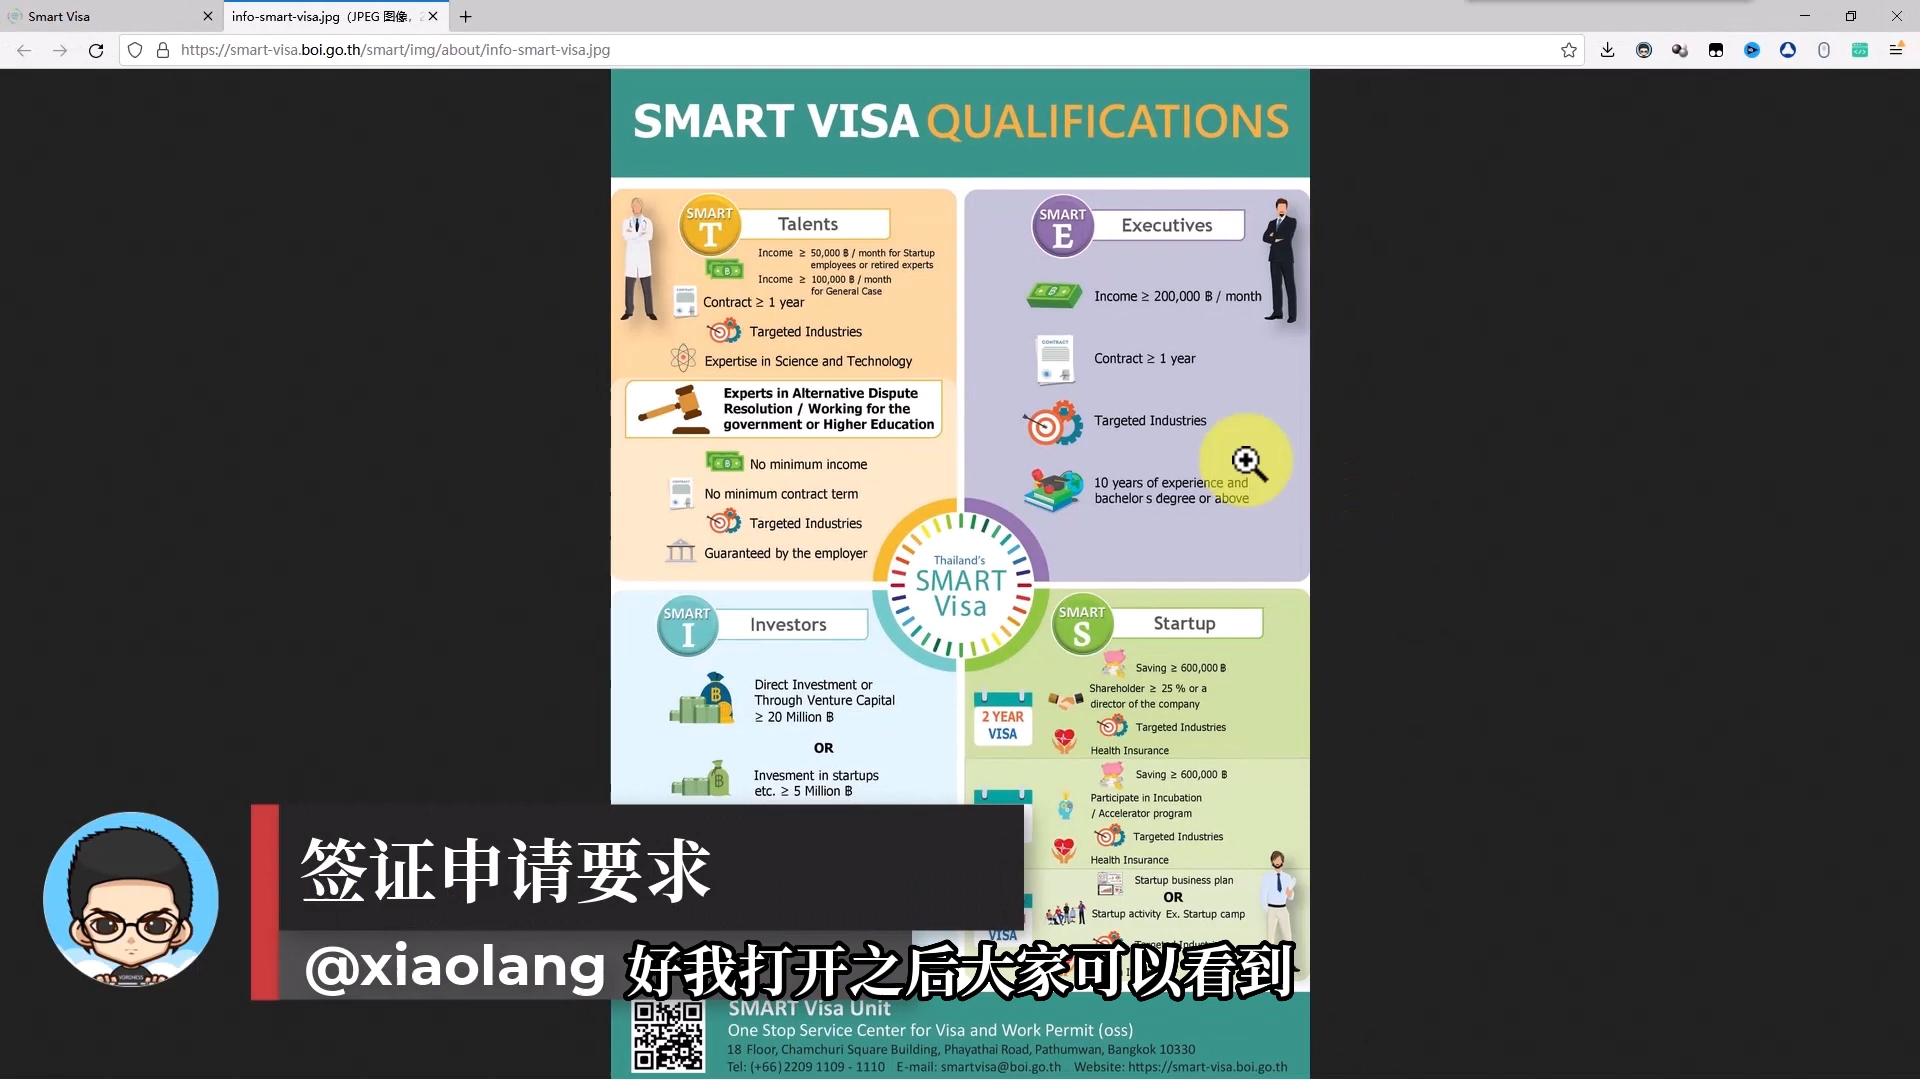 Smart Visa
info-smart-visa.jpg (JPEG 图像,
https://smart-visa.boi.go.th/smart/img/about/info-smart-visa.jpg
SMART VISA QUALIFICATIONS
SMART T
Talents
Income ≥ 50,000 ฿ / month for Startup
employees or retired experts
Income ≥ 100,000 ฿ / month
for General Case
Contract ≥ 1 year
Targeted Industries
Expertise in Science and Technology
Experts in Alternative Dispute
Resolution / Working for the
government or Higher Education
No minimum income
No minimum contract term
Targeted Industries
Guaranteed by the employer
SMART E
Executives
Income ≥ 200,000 ฿ / month
CONTRACT
Contract ≥ 1 year
Targeted Industries
10 years of experience and
bachelor s degree or above
Thailand's
SMART
Visa
SMART I
Investors
Direct Investment or
Through Venture Capital
≥ 20 Million ฿
OR
Invesment in startups
etc. ≥ 5 Million ฿
SMART S
Startup
2 YEAR
VISA
Saving ≥ 600,000 ฿
Shareholder ≥ 25 % or a
director of the company
Targeted Industries
Health Insurance
Saving ≥ 600,000 ฿
Participate in Incubation
/ Accelerator program
Targeted Industries
Health Insurance
Startup business plan
OR
Startup activity Ex. Startup camp
VISA
签证申请要求
@xiaolang
好我打开之后大家可以看到
SMART Visa Unit
One Stop Service Center for Visa and Work Permit (oss)
18 Floor, Chamchuri Square Building, Phayathai Road, Pathumwan, Bangkok 10330
Tel: (+66) 2209 1109 - 1110 E-mail: smartvisa@boi.go.th Website: https://smart-visa.boi.go.th